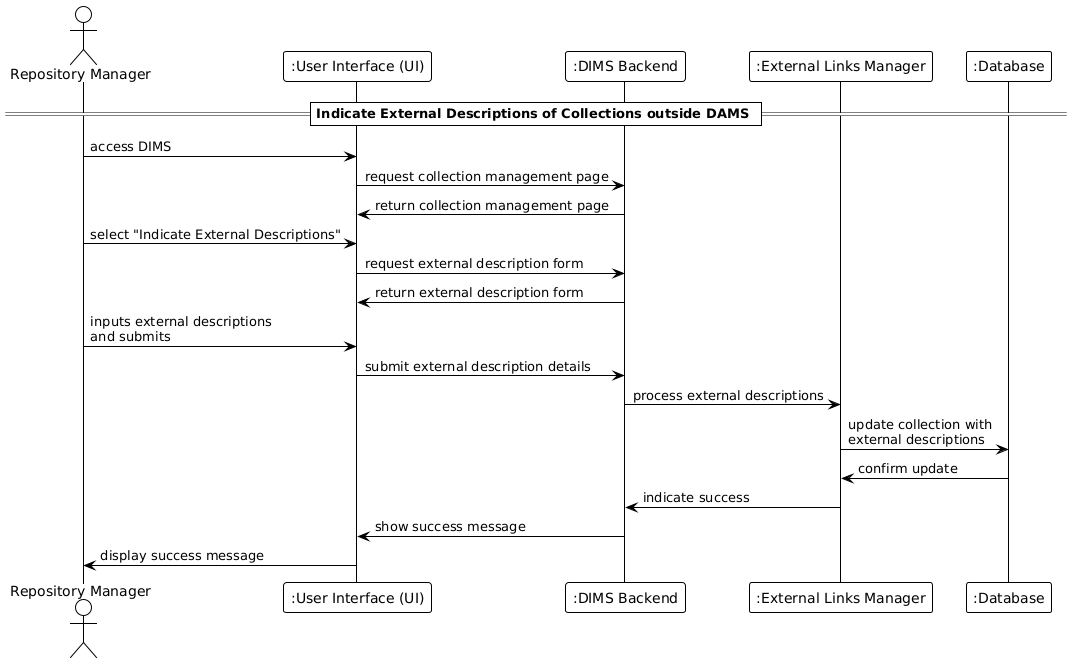 Repository Manager
:User Interface (UI)
:DIMS Backend
:External Links Manager
:Database
Indicate External Descriptions of Collections outside DAMS
access DIMS
request collection management page
return collection management page
select "Indicate External Descriptions"
request external description form
return external description form
inputs external descriptions
and submits
submit external description details
process external descriptions
update collection with
external descriptions
confirm update
indicate success
show success message
display success message
Repository Manager
:User Interface (UI)
:DIMS Backend
:External Links Manager
:Database